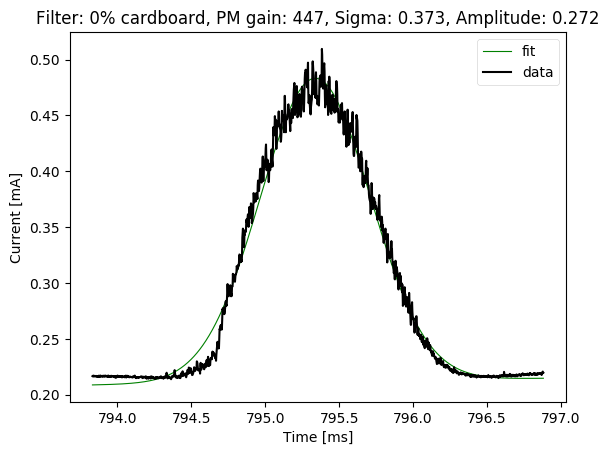 Filter: 0% cardboard, PM gain: 447, Sigma: 0.373, Amplitude: 0.272
fit
data
0.50
0.45
0.40
0.35
0.30
0.25
0.20
Current [mA]
794.0 794.5 795.0 795.5 796.0 796.5 797.0
Time [ms]